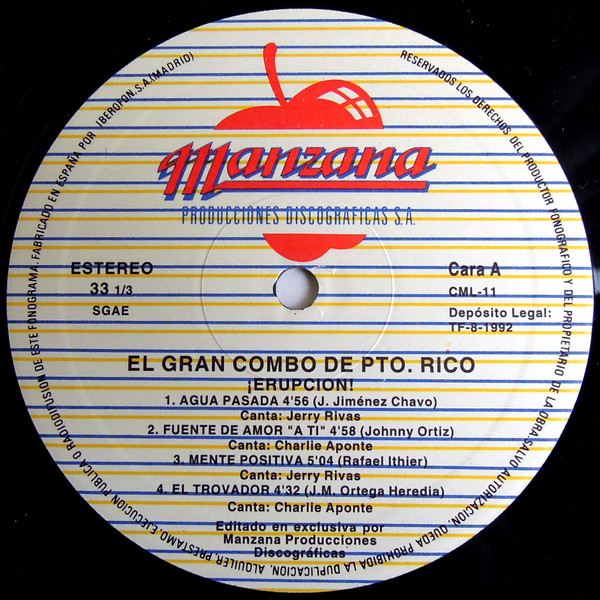 Manzana
PRODUCCIONES DISCOGRAFICAS S.A.
ESTEREO
33 1/3
SGAE
Cara A
CML-11
Depósito Legal:
TF-8-1992
EL GRAN COMBO DE PTO. RICO
¡ERUPCION!
1. AGUA PASADA 4'56 (J. Jiménez Chavo)
Canta: Jerry Rivas
2. FUENTE DE AMOR "A TI" 4'58 (Johnny Ortiz)
Canta: Charlie Aponte
3. MENTE POSITIVA 5'04 (Rafael Ithier)
Canta: Jerry Rivas
4. EL TROVADOR 4'32 (J.M. Ortega Heredia)
Canta: Charlie Aponte
Editado en exclusiva por
Manzana Producciones
Discográficas
RESERVADOS LOS DERECHOS DEL PRODUCTOR FONOGRAFICO Y DEL PROPIETARIO DE LA OBRA. SALVO AUTORIZACION, QUEDA PROHIBIDA LA DUPLICACION, ALQUILER, PRESTAMO, EJECUCION PUBLICA O RADIODIFUSION DE ESTE FONOGRAMA. FABRICADO EN ESPAÑA POR IBEROFON, S.A. (MADRID)